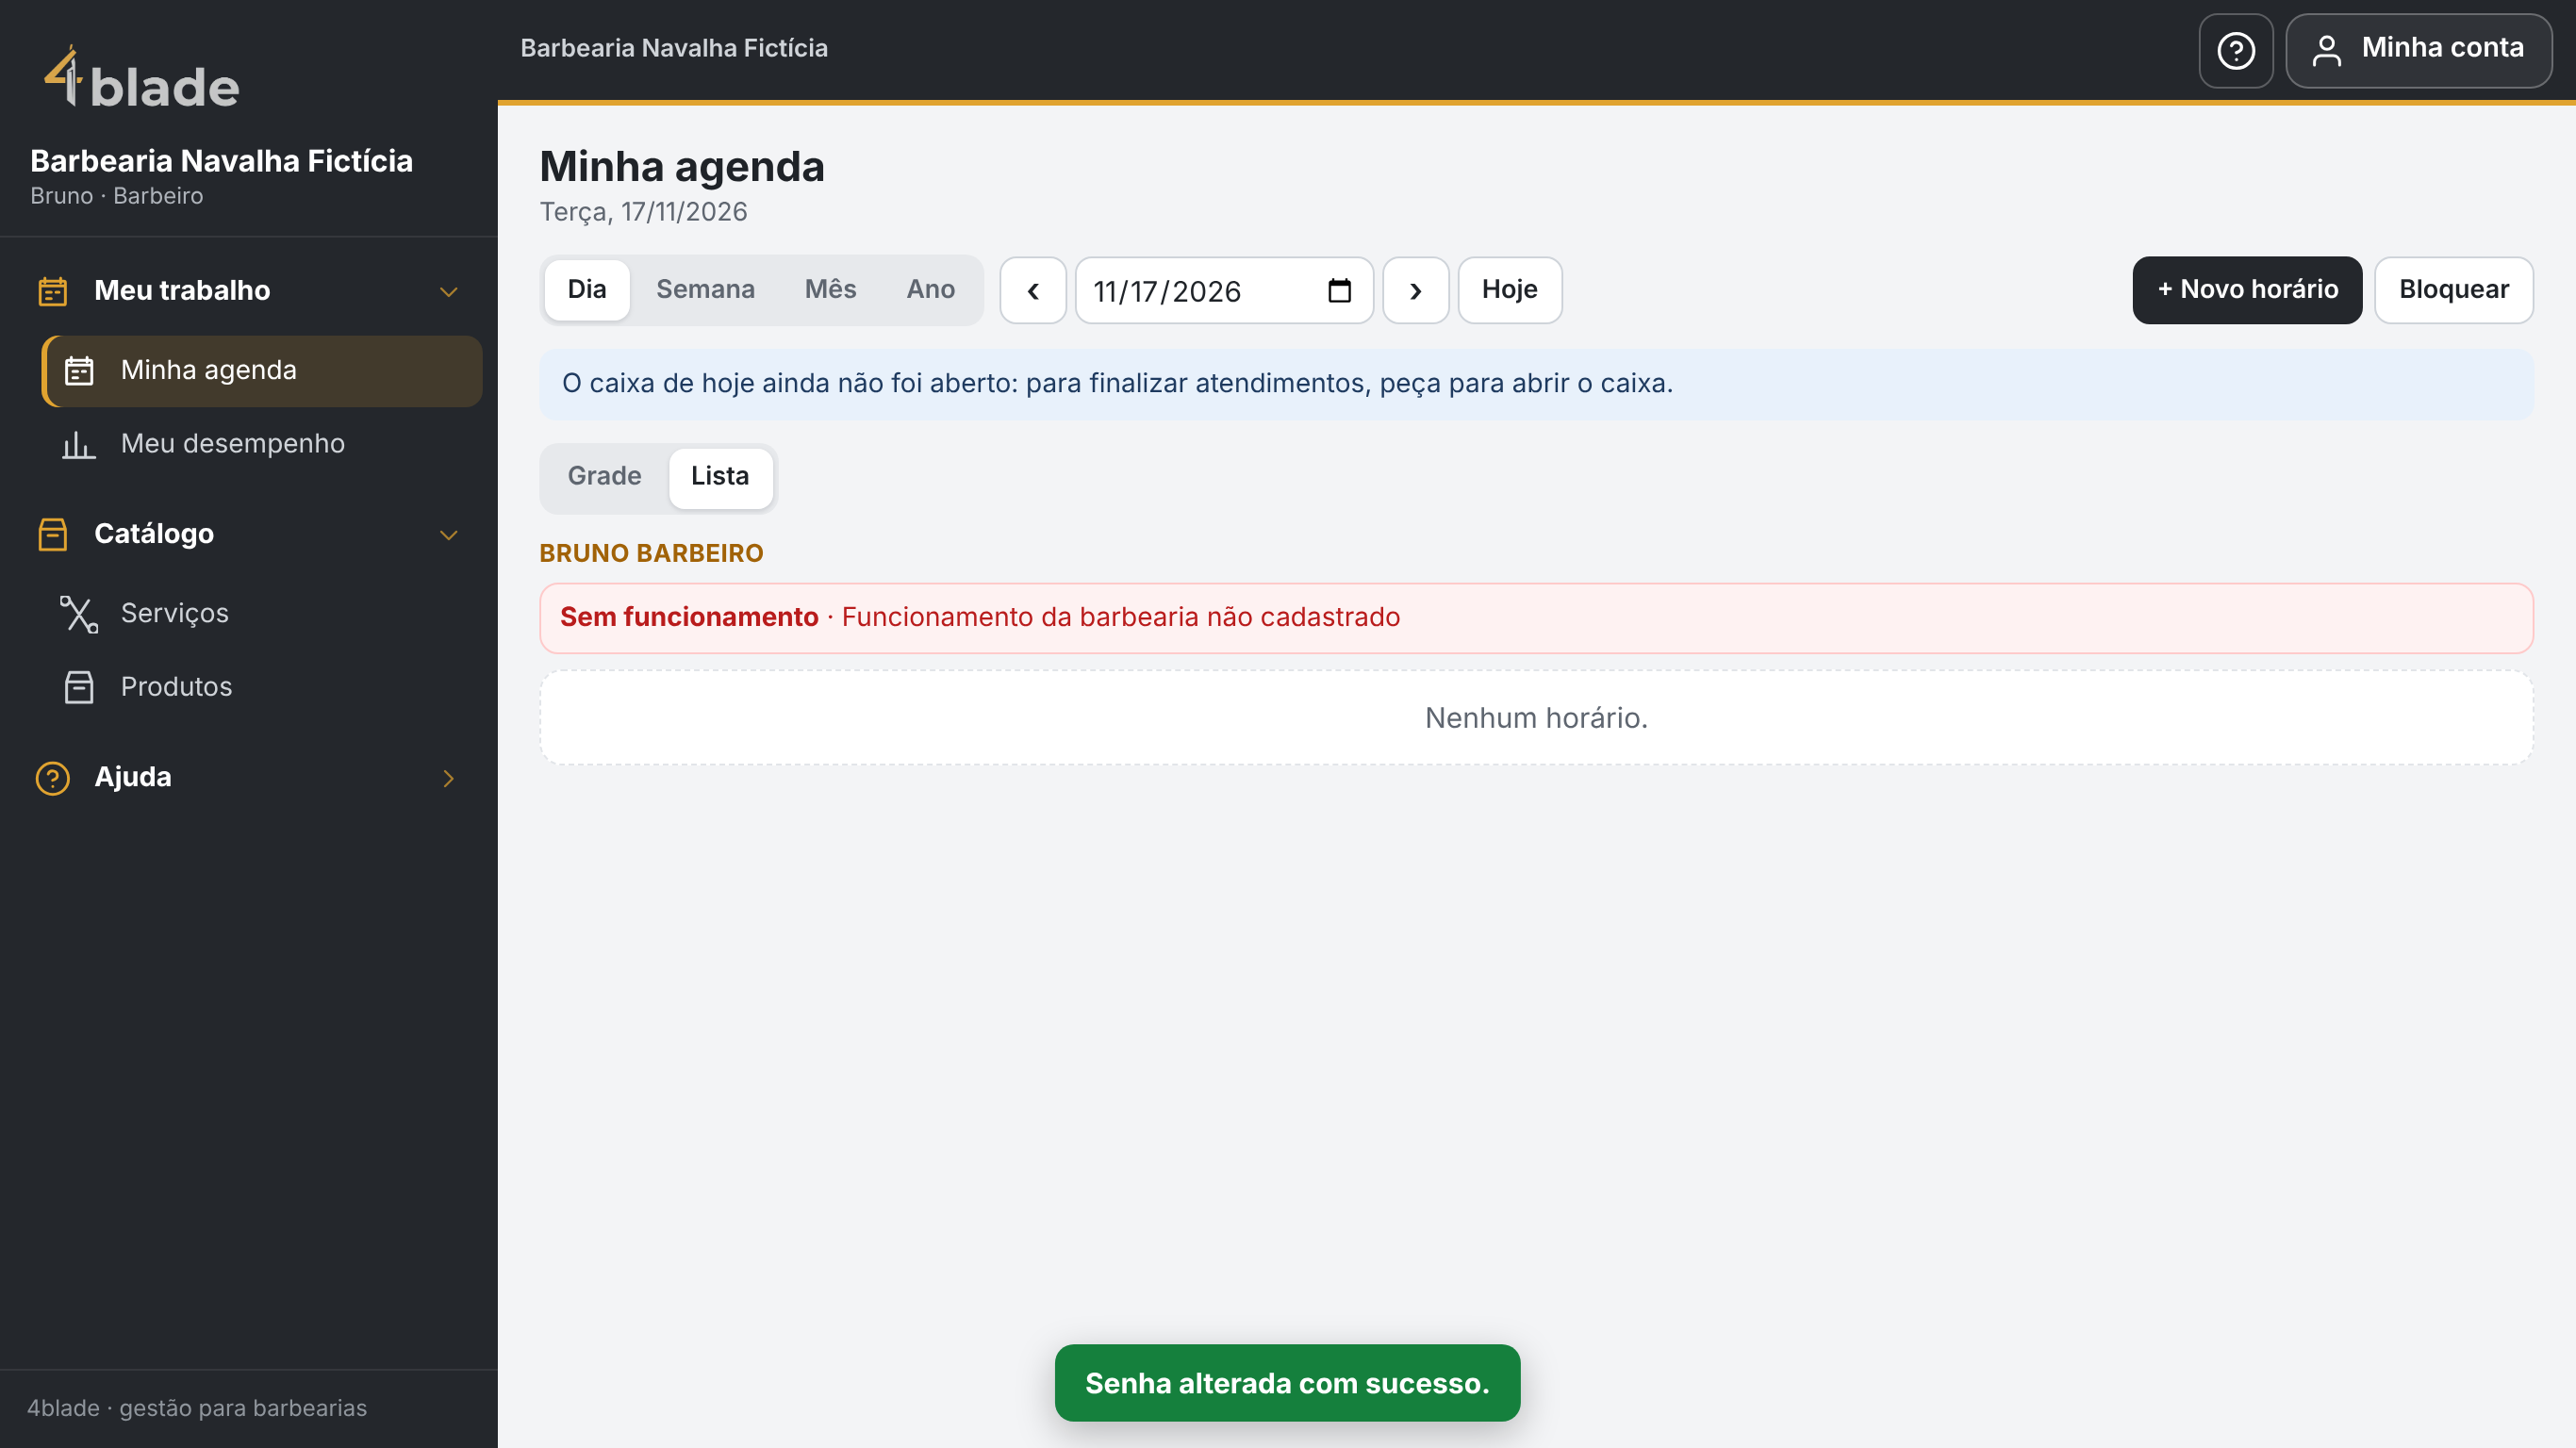 4blade
Barbearia Navalha Fictícia
Bruno · Barbeiro
Meu trabalho
Minha agenda
Meu desempenho
Catálogo
Serviços
Produtos
Ajuda
4blade · gestão para barbearias
Barbearia Navalha Fictícia
Minha conta
Minha agenda
Terça, 17/11/2026
Dia Semana Mês Ano ‹ 11/17/2026 › Hoje + Novo horário Bloquear
O caixa de hoje ainda não foi aberto: para finalizar atendimentos, peça para abrir o caixa.
Grade Lista
BRUNO BARBEIRO
Sem funcionamento · Funcionamento da barbearia não cadastrado
Nenhum horário.
Senha alterada com sucesso.